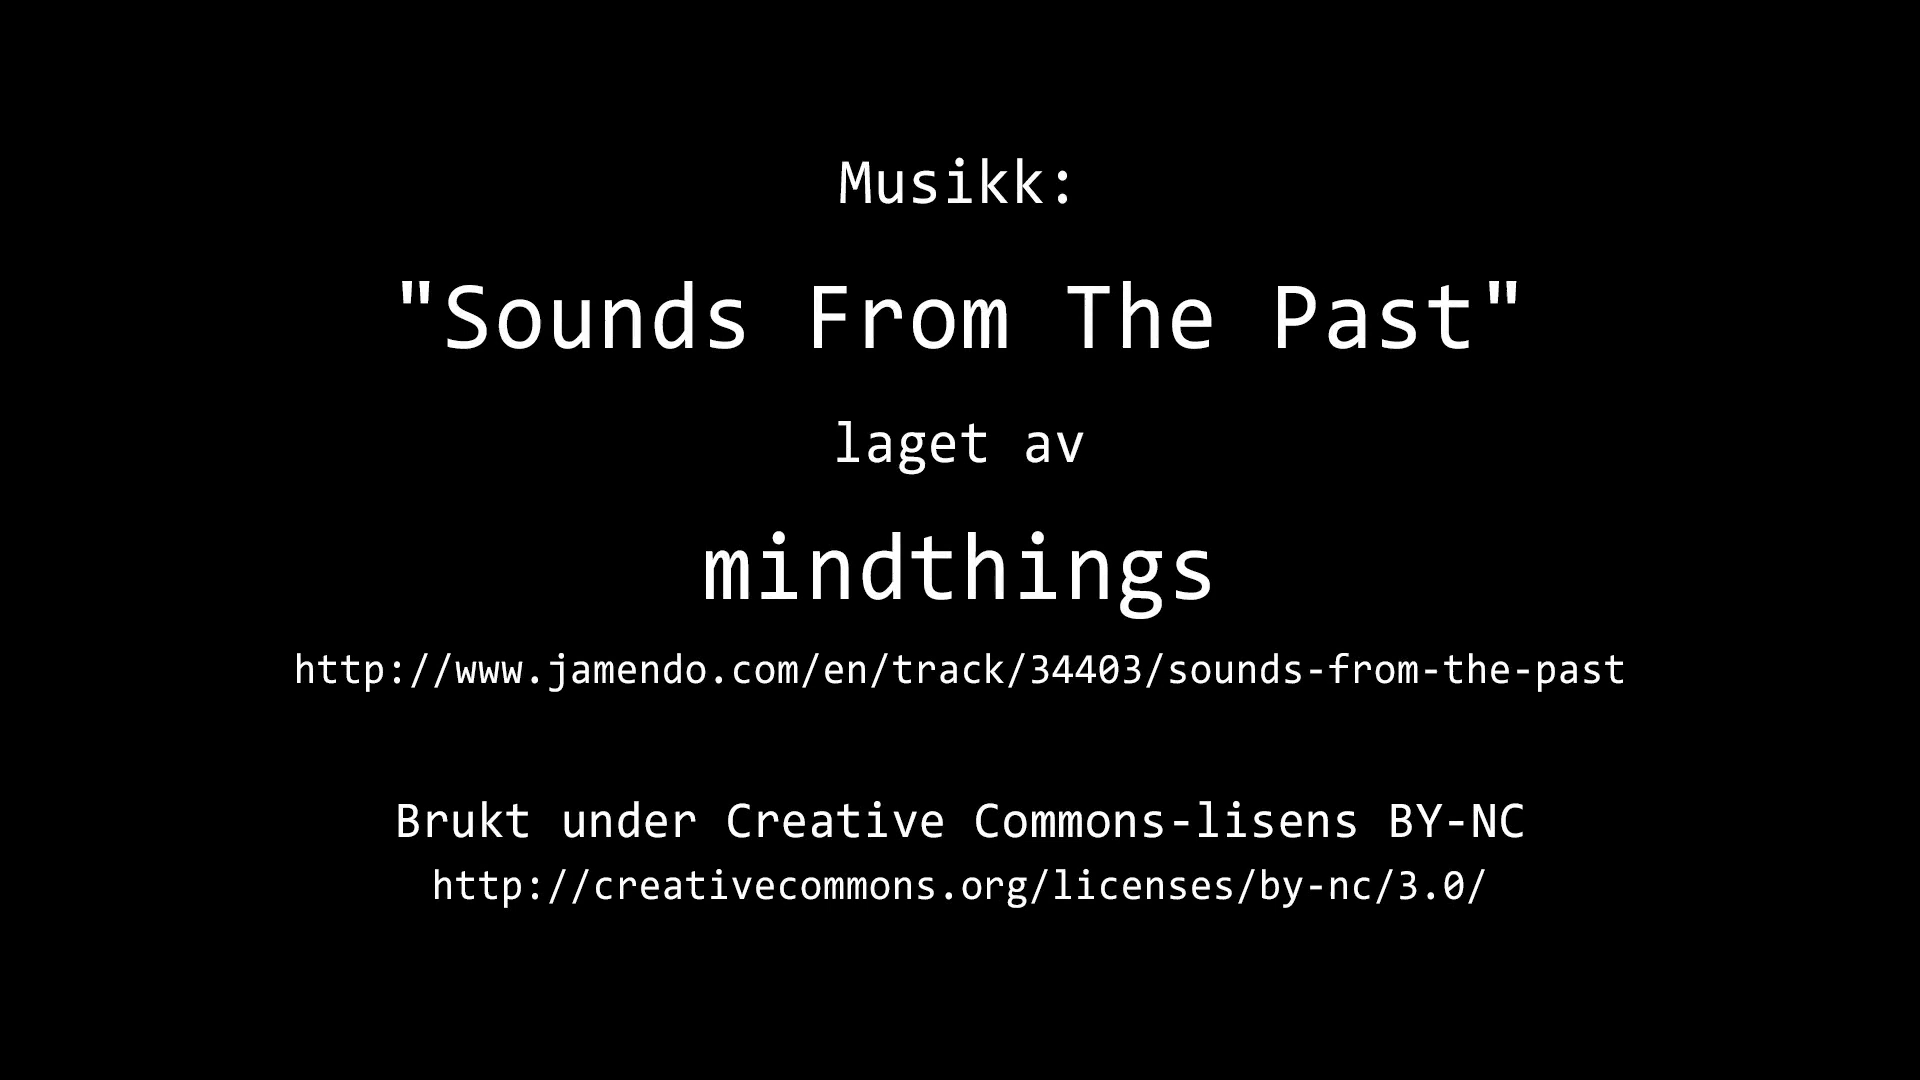 Musikk:
"Sounds From The Past"
laget av
mindthings
http://www.jamendo.com/en/track/34403/sounds-from-the-past
Brukt under Creative Commons-lisens BY-NC
http://creativecommons.org/licenses/by-nc/3.0/